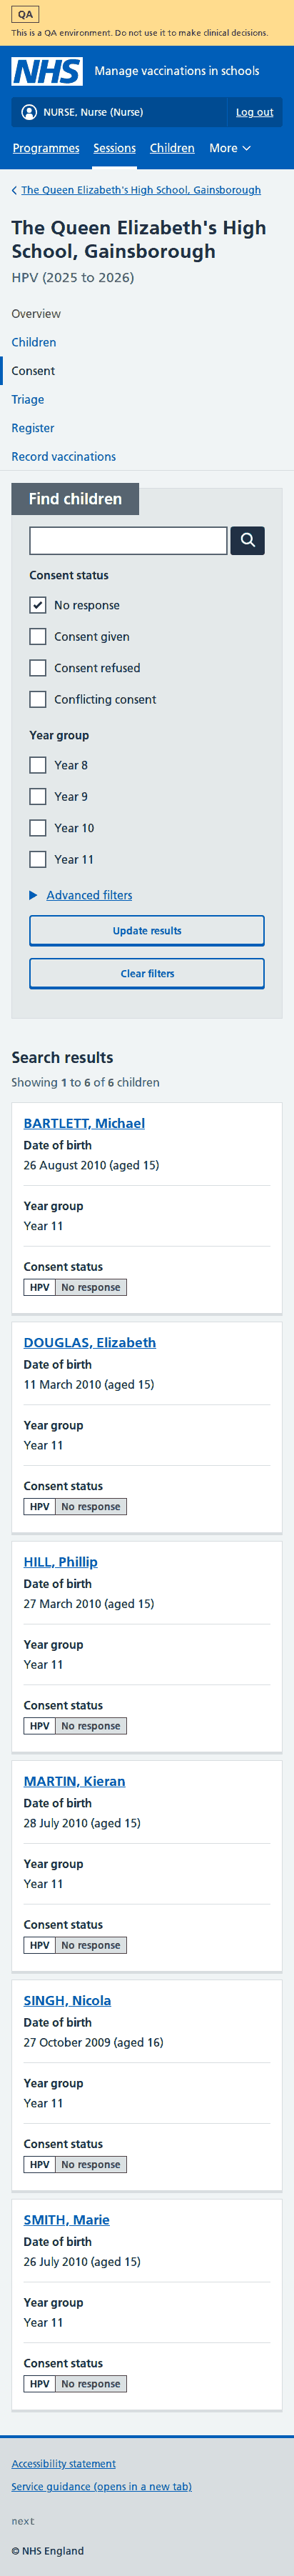 QA
This is a QA environment. Do not use it to make clinical decisions.
NHS Manage vaccinations in schools
NURSE, Nurse (Nurse) Log out
Programmes Sessions Children More
The Queen Elizabeth's High School, Gainsborough
The Queen Elizabeth's High
School, Gainsborough
HPV (2025 to 2026)
Overview
Children
Consent
Triage
Register
Record vaccinations
Find children
Consent status
No response
Consent given
Consent refused
Conflicting consent
Year group
Year 8
Year 9
Year 10
Year 11
Advanced filters
Update results
Clear filters
Search results
Showing 1 to 6 of 6 children
BARTLETT, Michael
Date of birth
26 August 2010 (aged 15)
Year group
Year 11
Consent status
HPV No response
DOUGLAS, Elizabeth
Date of birth
11 March 2010 (aged 15)
Year group
Year 11
Consent status
HPV No response
HILL, Phillip
Date of birth
27 March 2010 (aged 15)
Year group
Year 11
Consent status
HPV No response
MARTIN, Kieran
Date of birth
28 July 2010 (aged 15)
Year group
Year 11
Consent status
HPV No response
SINGH, Nicola
Date of birth
27 October 2009 (aged 16)
Year group
Year 11
Consent status
HPV No response
SMITH, Marie
Date of birth
26 July 2010 (aged 15)
Year group
Year 11
Consent status
HPV No response
Accessibility statement
Service guidance (opens in a new tab)
next
© NHS England